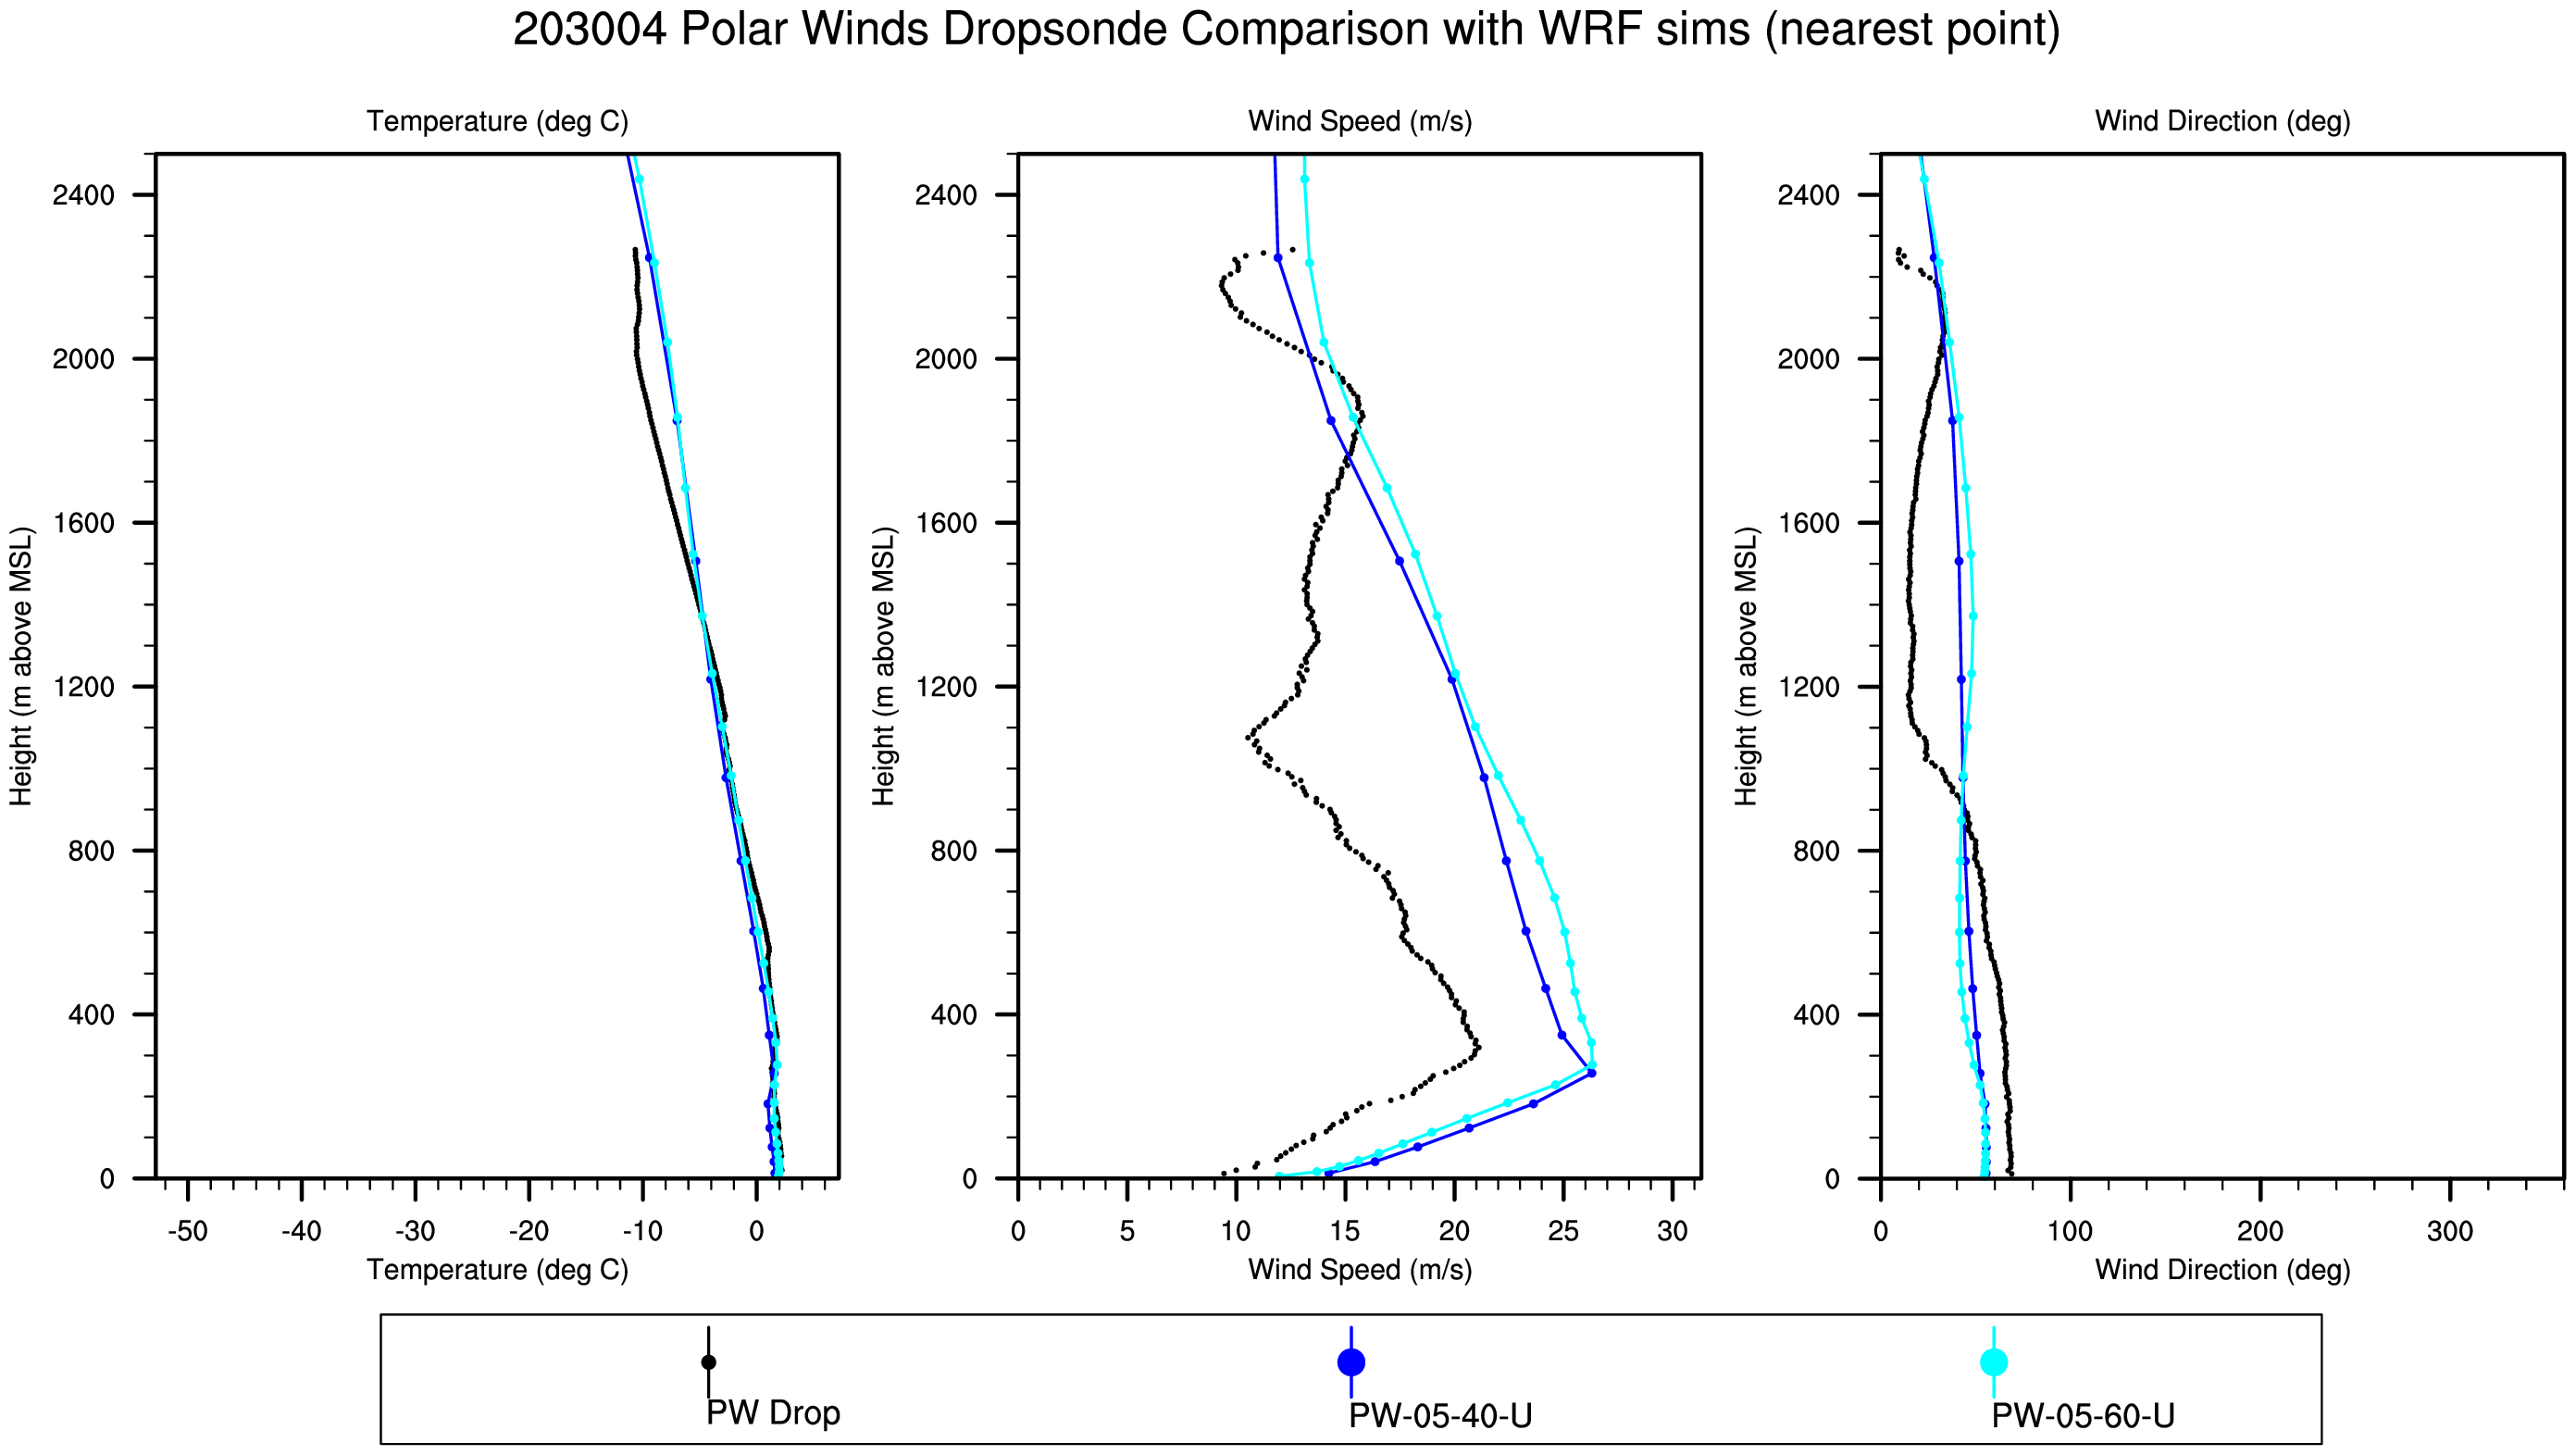 203004 Polar Winds Dropsonde Comparison with WRF sims (nearest point)
Temperature (deg C)
Wind Speed (m/s)
Wind Direction (deg)
Height (m above MSL)
2400
2000
1600
1200
800
400
0
-50 -40 -30 -20 -10 0
Temperature (deg C)
Height (m above MSL)
2400
2000
1600
1200
800
400
0
0 5 10 15 20 25 30
Wind Speed (m/s)
Height (m above MSL)
2400
2000
1600
1200
800
400
0
0 100 200 300
Wind Direction (deg)
PW Drop
PW-05-40-U
PW-05-60-U